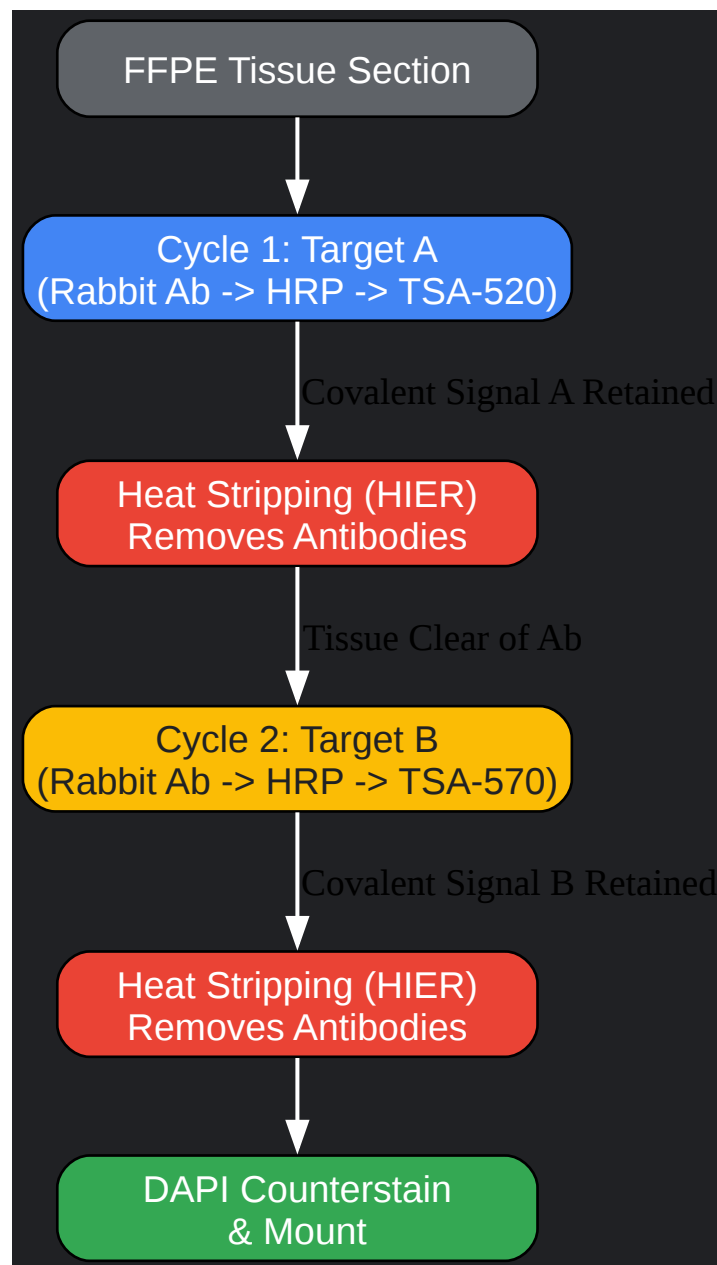 FFPE Tissue Section
Cycle 1: Target A
(Rabbit Ab -> HRP -> TSA-520)
Covalent Signal A Retained
Heat Stripping (HIER)
Removes Antibodies
Tissue Clear of Ab
Cycle 2: Target B
(Rabbit Ab -> HRP -> TSA-570)
Covalent Signal B Retained
Heat Stripping (HIER)
Removes Antibodies
DAPI Counterstain
& Mount